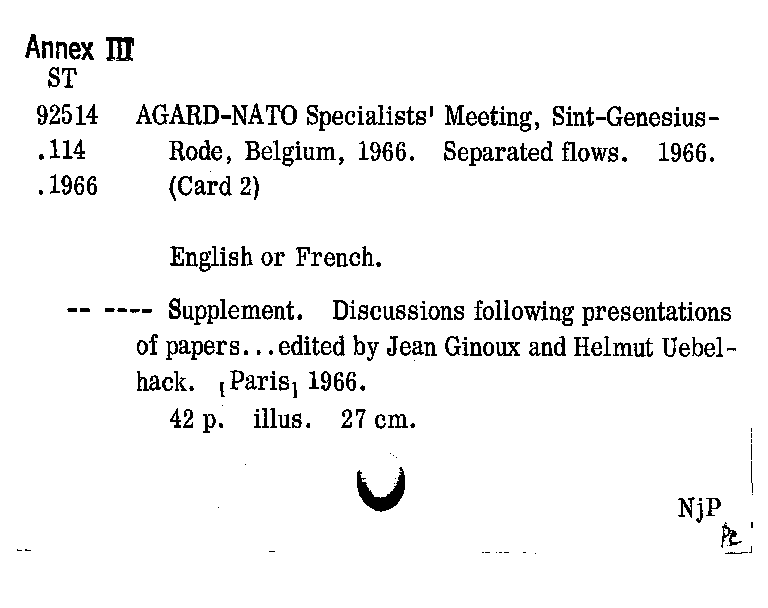 Annex III
ST
92514 AGARD-NATO Specialists' Meeting, Sint-Genesius-
.114 Rode, Belgium, 1966. Separated flows. 1966.
.1966 (Card 2)
English or French.
-- ---- Supplement. Discussions following presentations
of papers...edited by Jean Ginoux and Helmut Uebel-
hack. [Paris] 1966.
42 p. illus. 27 cm.
NjP